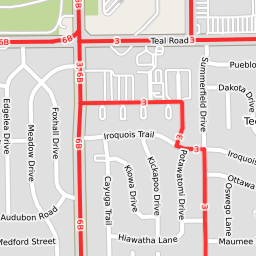 6B
3
3
Teal Road
6B
3;6B
Pueblo
Summerfield Drive
Dakota Drive
Edgelea Drive
Meadow Drive
Foxhall Drive
3
Te
Iroquois Trail
3
3
Iroquois
6B
Potawatomi Drive
Kickapoo Drive
Kiowa Drive
Cayuga Trail
Ottawa
Oswego Lane
Audubon Road
6B
3
Medford Street
Hiawatha Lane
Maumee